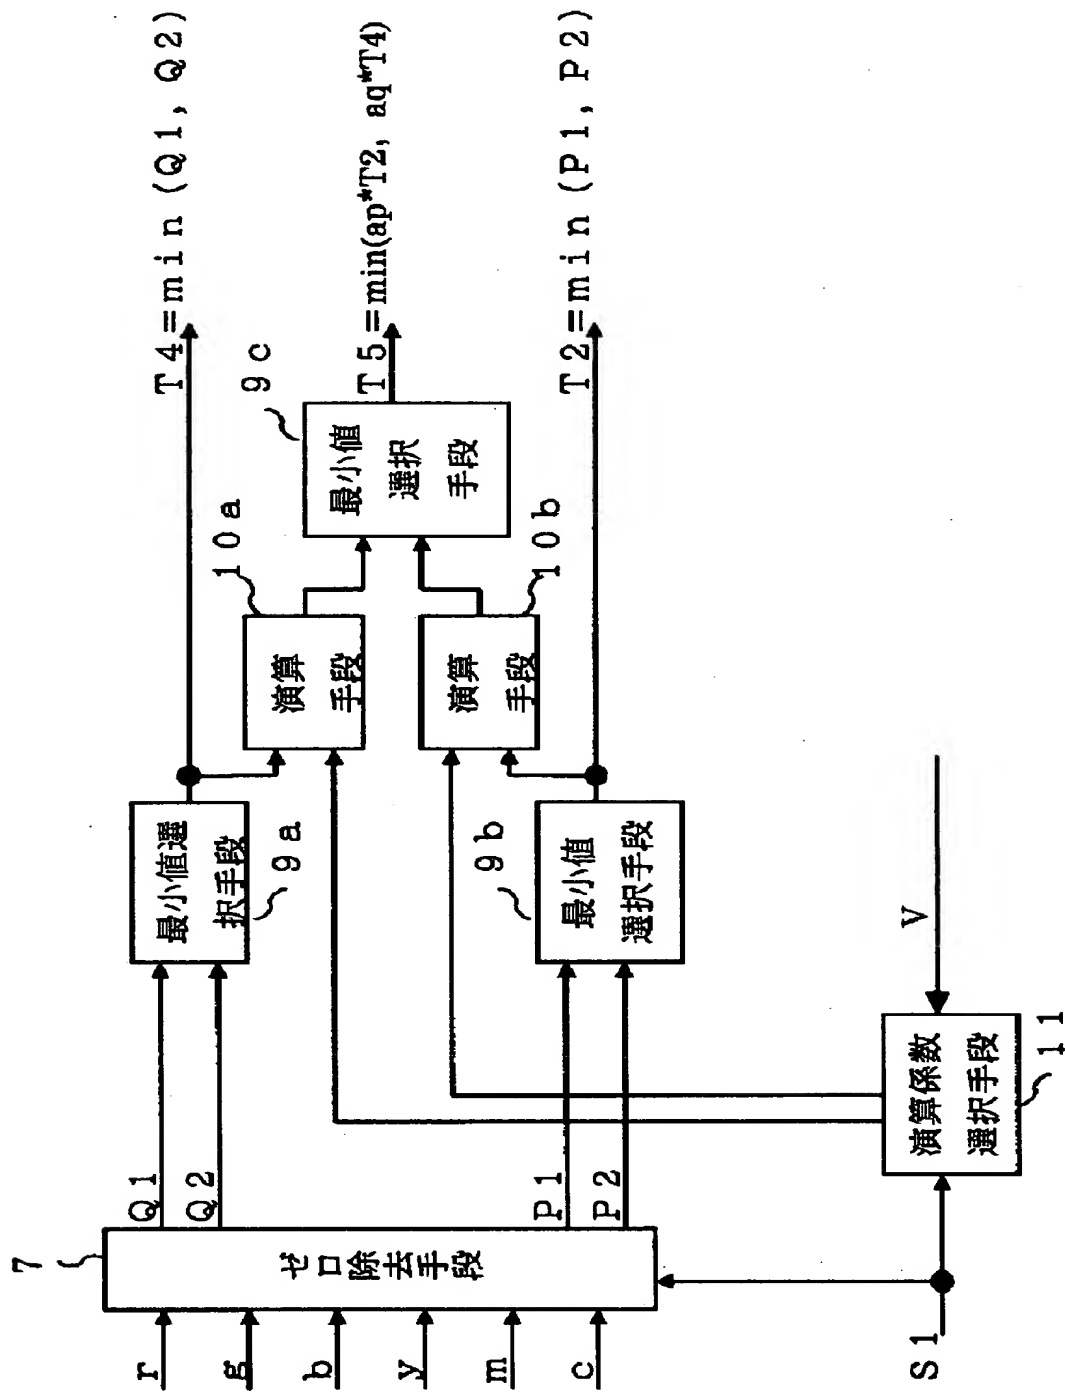 7
r
g
b
y
m
c
ゼロ除去手段
Q1
Q2
P1
P2
S1
最小値選
択手段
9a
最小値
選択手段
9b
演算係数
選択手段
11
V
演算
手段
10a
演算
手段
10b
最小値
選択
手段
9c
T4=min(Q1, Q2)
T5=min(ap*T2, aq*T4)
T2=min(P1, P2)